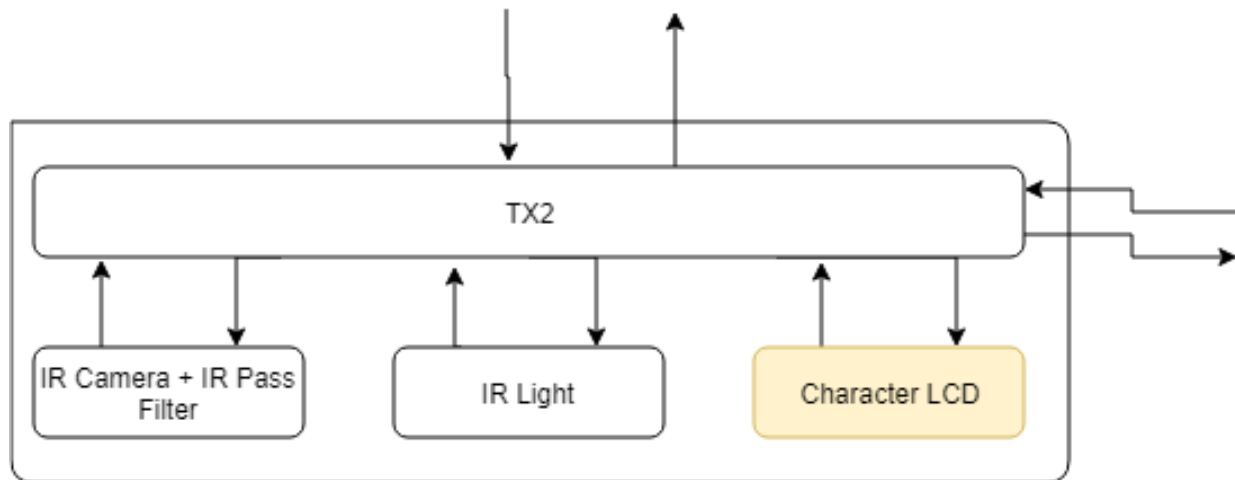 TX2
IR Camera + IR Pass
Filter
IR Light
Character LCD